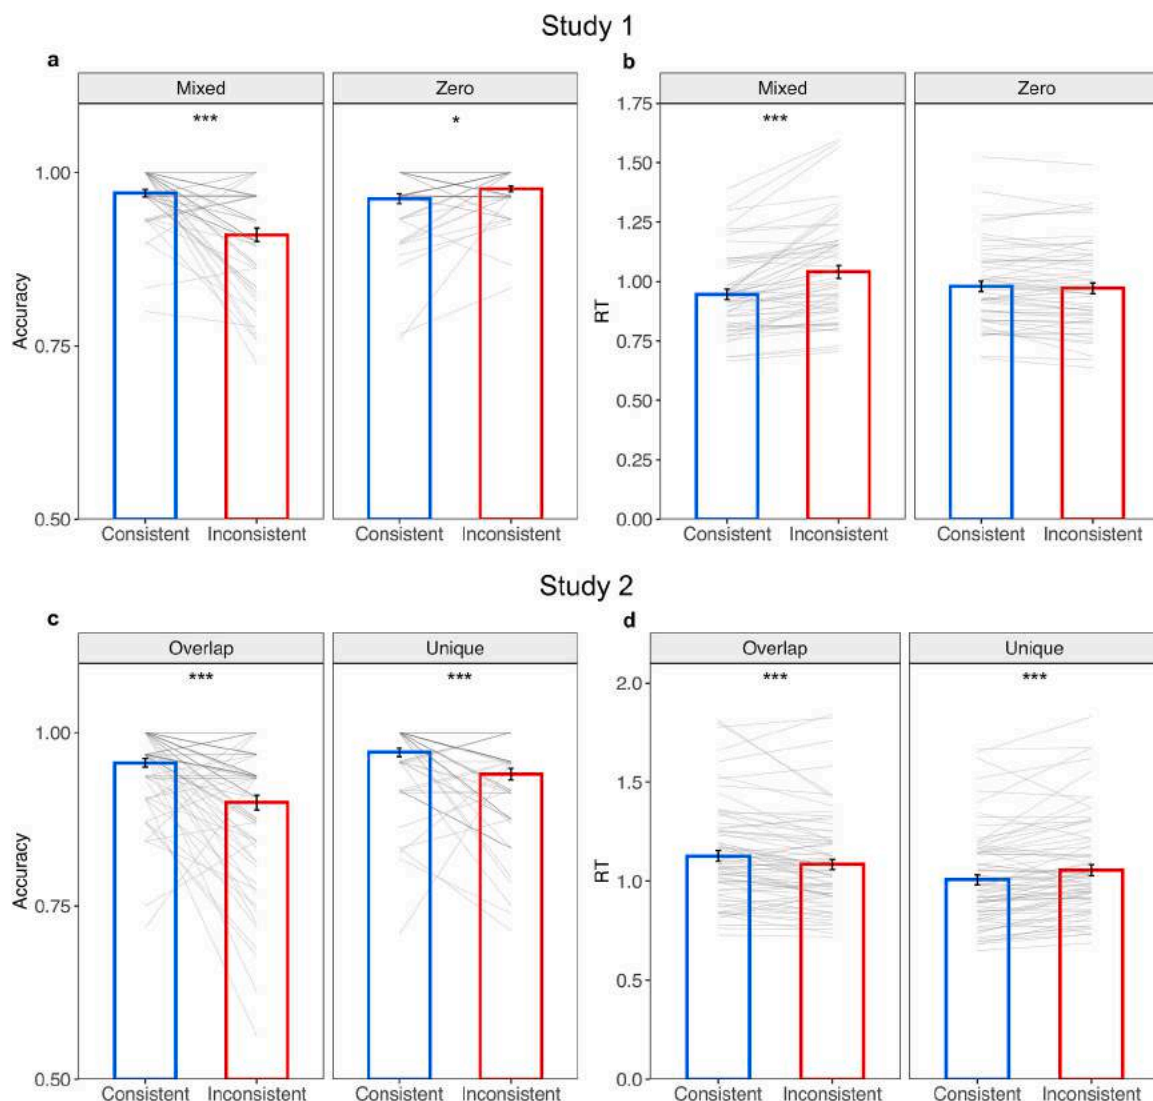 Study 1
a
b
Mixed
Zero
Mixed
Zero
***
*
***
1.75
1.50
1.25
1.00
0.75
0.50
0.25
0.00
RT
1.00
0.75
0.50
Accuracy
Consistent Inconsistent
Consistent Inconsistent
Consistent Inconsistent
Consistent Inconsistent
Study 2
c
d
Overlap
Unique
Overlap
Unique
***
***
***
***
2.0
1.5
1.0
0.5
0.0
RT
1.00
0.75
0.50
Accuracy
Consistent Inconsistent
Consistent Inconsistent
Consistent Inconsistent
Consistent Inconsistent